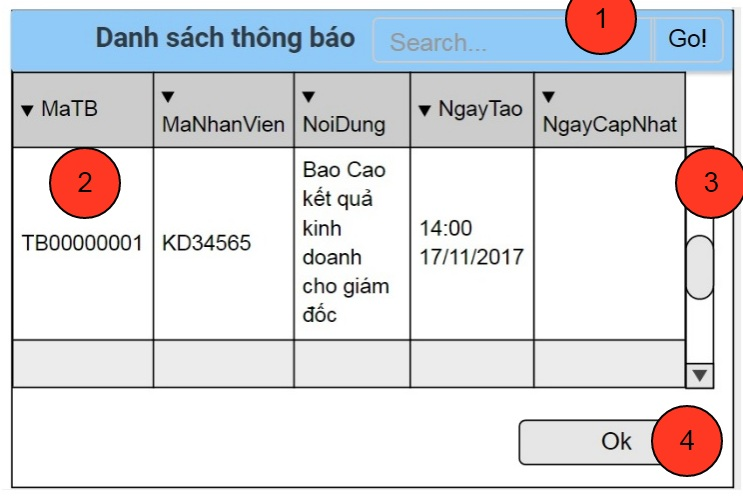 1
Danh sách thông báo Search... Go!
▼ MaTB ▼ MaNhanVien ▼ NoiDung ▼ NgayTao ▼ NgayCapNhat
2
3
TB00000001
KD34565
Bao Cao
kết quả
kinh
doanh
cho giám
đốc
14:00
17/11/2017
Ok
4